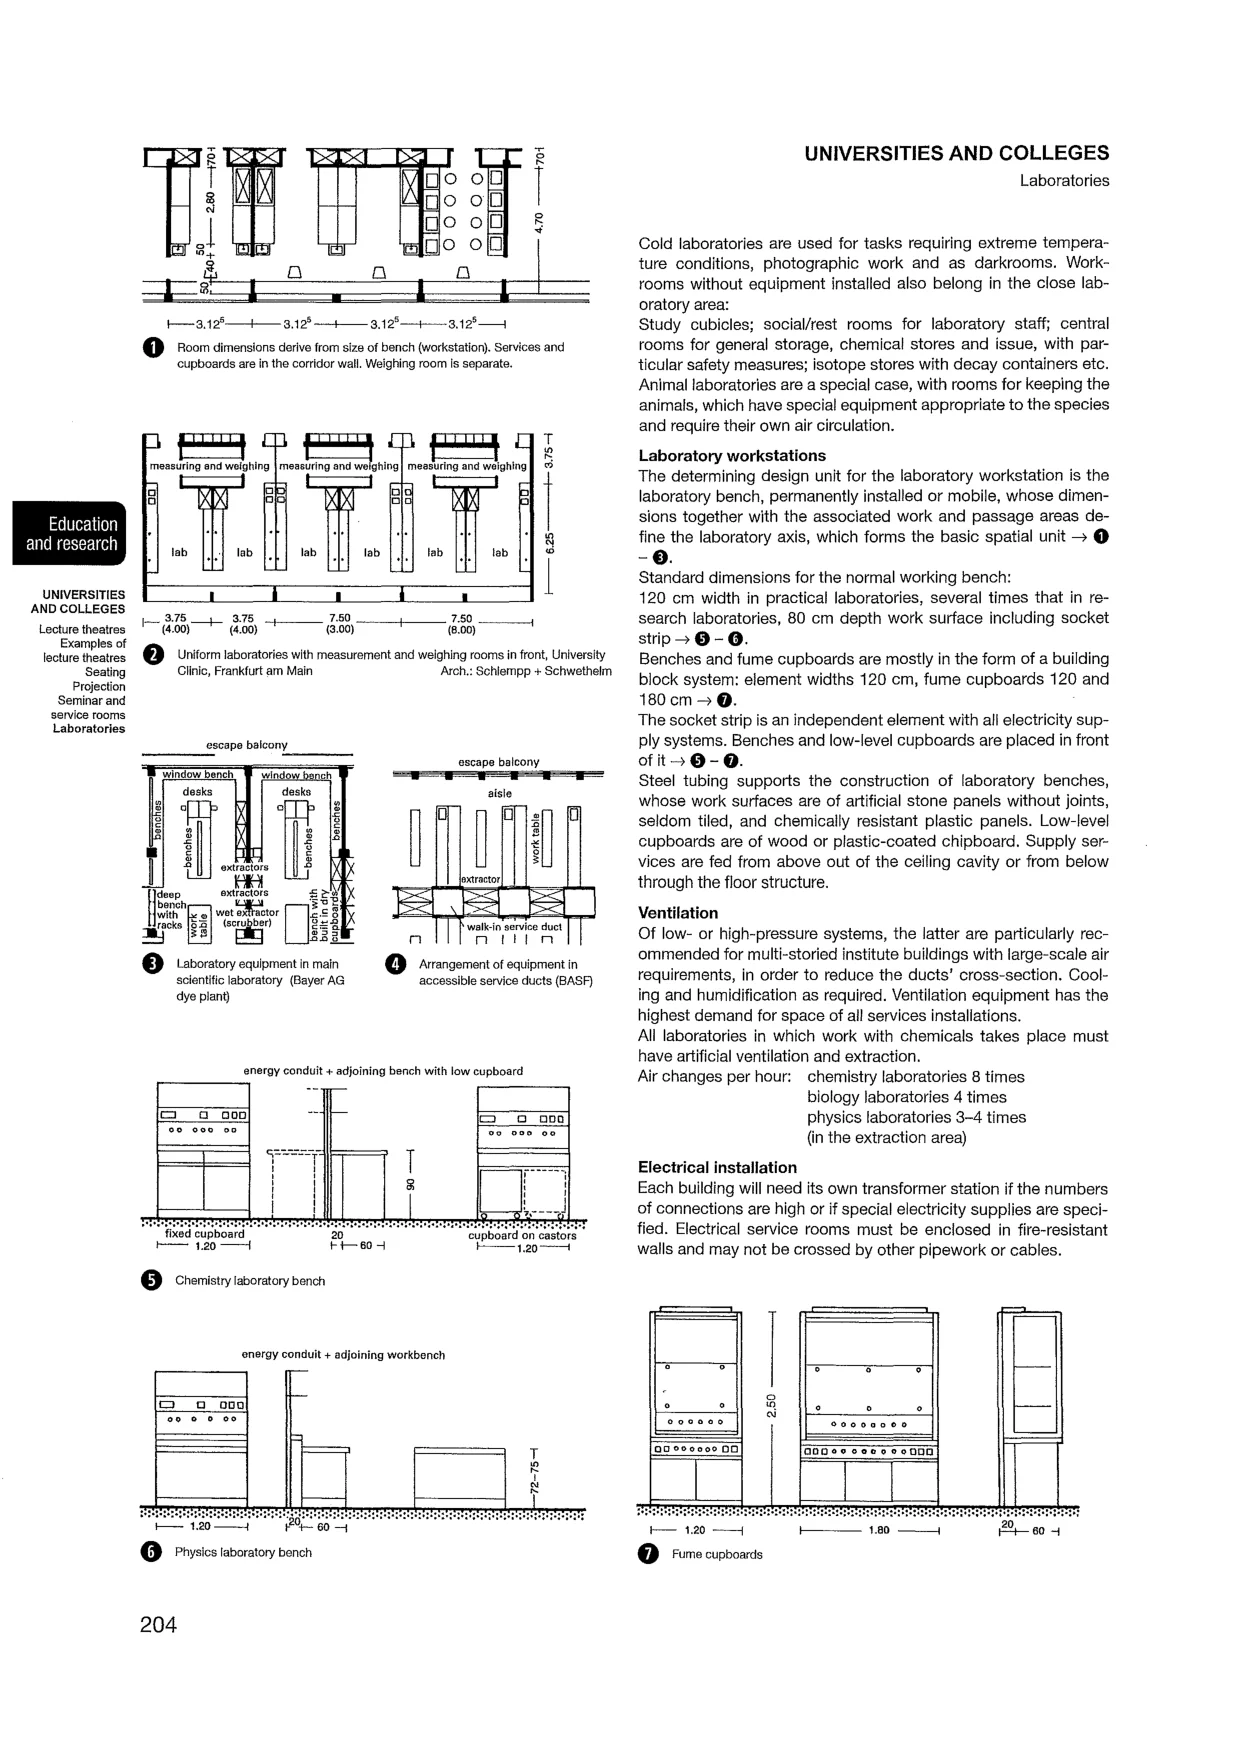 UNIVERSITIES AND COLLEGES
Laboratories
70
2.80
50
40
50
70
4.70
3.12⁵ 3.12⁵ 3.12⁵ 3.12⁵
1 Room dimensions derive from size of bench (workstation). Services and
cupboards are in the corridor wall. Weighing room is separate.
measuring and weighing measuring and weighing measuring and weighing
lab lab lab lab lab lab
3.75
6.25
3.75 3.75 7.50 7.50
(4.00) (4.00) (3.00) (8.00)
2 Uniform laboratories with measurement and weighing rooms in front, University
Clinic, Frankfurt am Main Arch.: Schlempp + Schwethelm
Education
and research
UNIVERSITIES
AND COLLEGES
Lecture theatres
Examples of
lecture theatres
Seating
Projection
Seminar and
service rooms
Laboratories
escape balcony
window bench window bench
desks desks
benches
benches
benches
benches
extractors
extractors
deep
bench
with
racks
work
table
wet extractor
(scrubber)
bench with
built in dry
cupboards
3 Laboratory equipment in main
scientific laboratory (Bayer AG
dye plant)
escape balcony
aisle
work table
extractor
walk-in service duct
4 Arrangement of equipment in
accessible service ducts (BASF)
energy conduit + adjoining bench with low cupboard
90
fixed cupboard 20 cupboard on castors
1.20 60 1.20
5 Chemistry laboratory bench
energy conduit + adjoining workbench
72–75
1.20 20 60
6 Physics laboratory bench
204
Cold laboratories are used for tasks requiring extreme tempera-
ture conditions, photographic work and as darkrooms. Work-
rooms without equipment installed also belong in the close lab-
oratory area:
Study cubicles; social/rest rooms for laboratory staff; central
rooms for general storage, chemical stores and issue, with par-
ticular safety measures; isotope stores with decay containers etc.
Animal laboratories are a special case, with rooms for keeping the
animals, which have special equipment appropriate to the species
and require their own air circulation.
Laboratory workstations
The determining design unit for the laboratory workstation is the
laboratory bench, permanently installed or mobile, whose dimen-
sions together with the associated work and passage areas de-
fine the laboratory axis, which forms the basic spatial unit → 1
– 3.
Standard dimensions for the normal working bench:
120 cm width in practical laboratories, several times that in re-
search laboratories, 80 cm depth work surface including socket
strip → 5 – 6.
Benches and fume cupboards are mostly in the form of a building
block system: element widths 120 cm, fume cupboards 120 and
180 cm → 7.
The socket strip is an independent element with all electricity sup-
ply systems. Benches and low-level cupboards are placed in front
of it → 5 – 7.
Steel tubing supports the construction of laboratory benches,
whose work surfaces are of artificial stone panels without joints,
seldom tiled, and chemically resistant plastic panels. Low-level
cupboards are of wood or plastic-coated chipboard. Supply ser-
vices are fed from above out of the ceiling cavity or from below
through the floor structure.
Ventilation
Of low- or high-pressure systems, the latter are particularly rec-
ommended for multi-storied institute buildings with large-scale air
requirements, in order to reduce the ducts' cross-section. Cool-
ing and humidification as required. Ventilation equipment has the
highest demand for space of all services installations.
All laboratories in which work with chemicals takes place must
have artificial ventilation and extraction.
Air changes per hour: chemistry laboratories 8 times
biology laboratories 4 times
physics laboratories 3–4 times
(in the extraction area)
Electrical installation
Each building will need its own transformer station if the numbers
of connections are high or if special electricity supplies are speci-
fied. Electrical service rooms must be enclosed in fire-resistant
walls and may not be crossed by other pipework or cables.
2.50
1.20 1.80 20 60
7 Fume cupboards